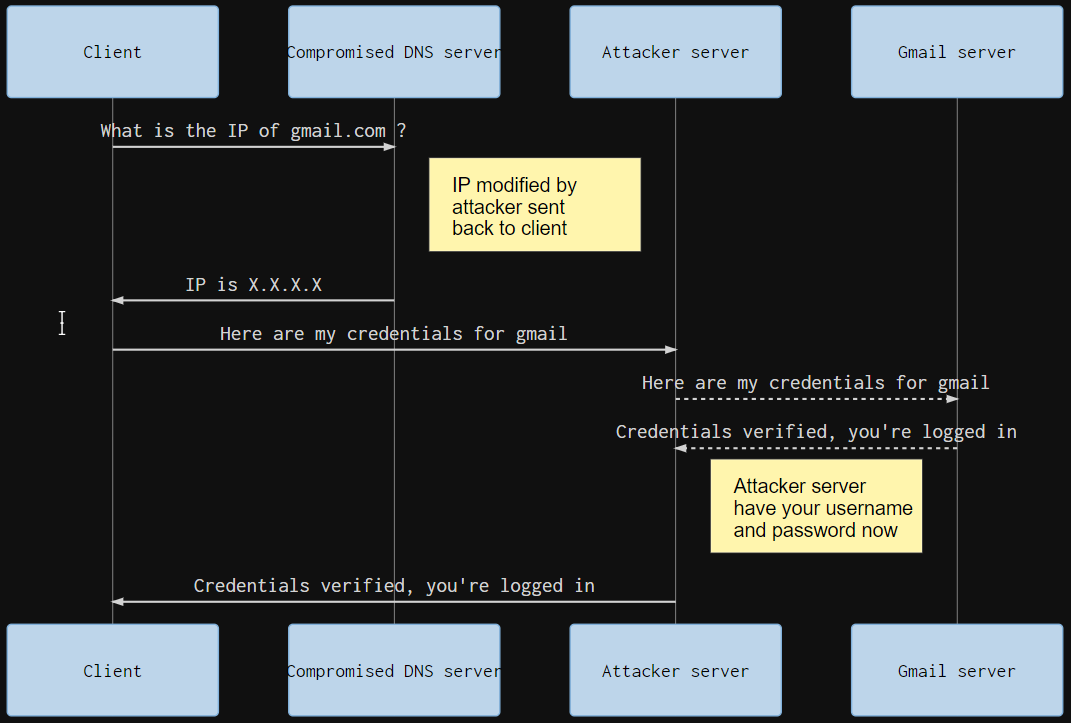 Client
Compromised DNS server
Attacker server
Gmail server
What is the IP of gmail.com ?
IP modified by
attacker sent
back to client
IP is X.X.X.X
Here are my credentials for gmail
Here are my credentials for gmail
Credentials verified, you're logged in
Attacker server
have your username
and password now
Credentials verified, you're logged in
Client
Compromised DNS server
Attacker server
Gmail server